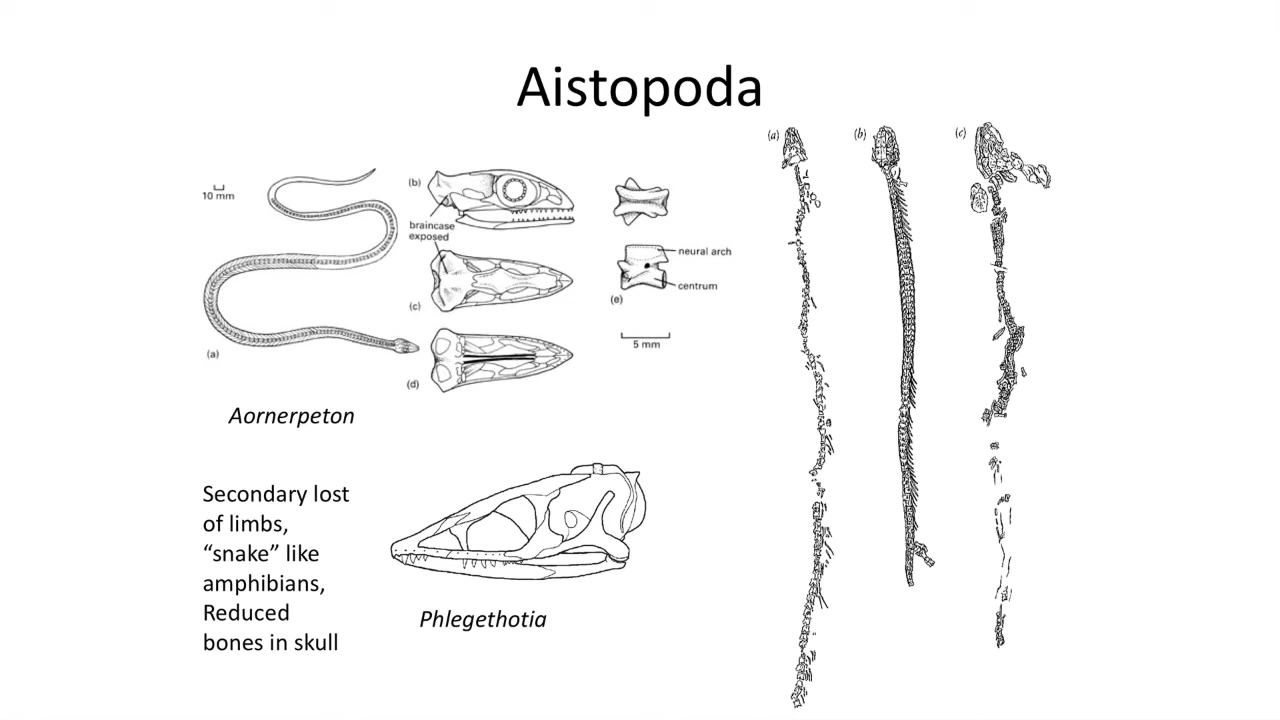 Aistopoda
10 mm
(a)
(b)
braincase
exposed
(c)
(d)
neural arch
centrum
(e)
5 mm
Aornerpeton
Secondary lost
of limbs,
“snake” like
amphibians,
Reduced
bones in skull
Phlegethotia
(a)
(b)
(c)